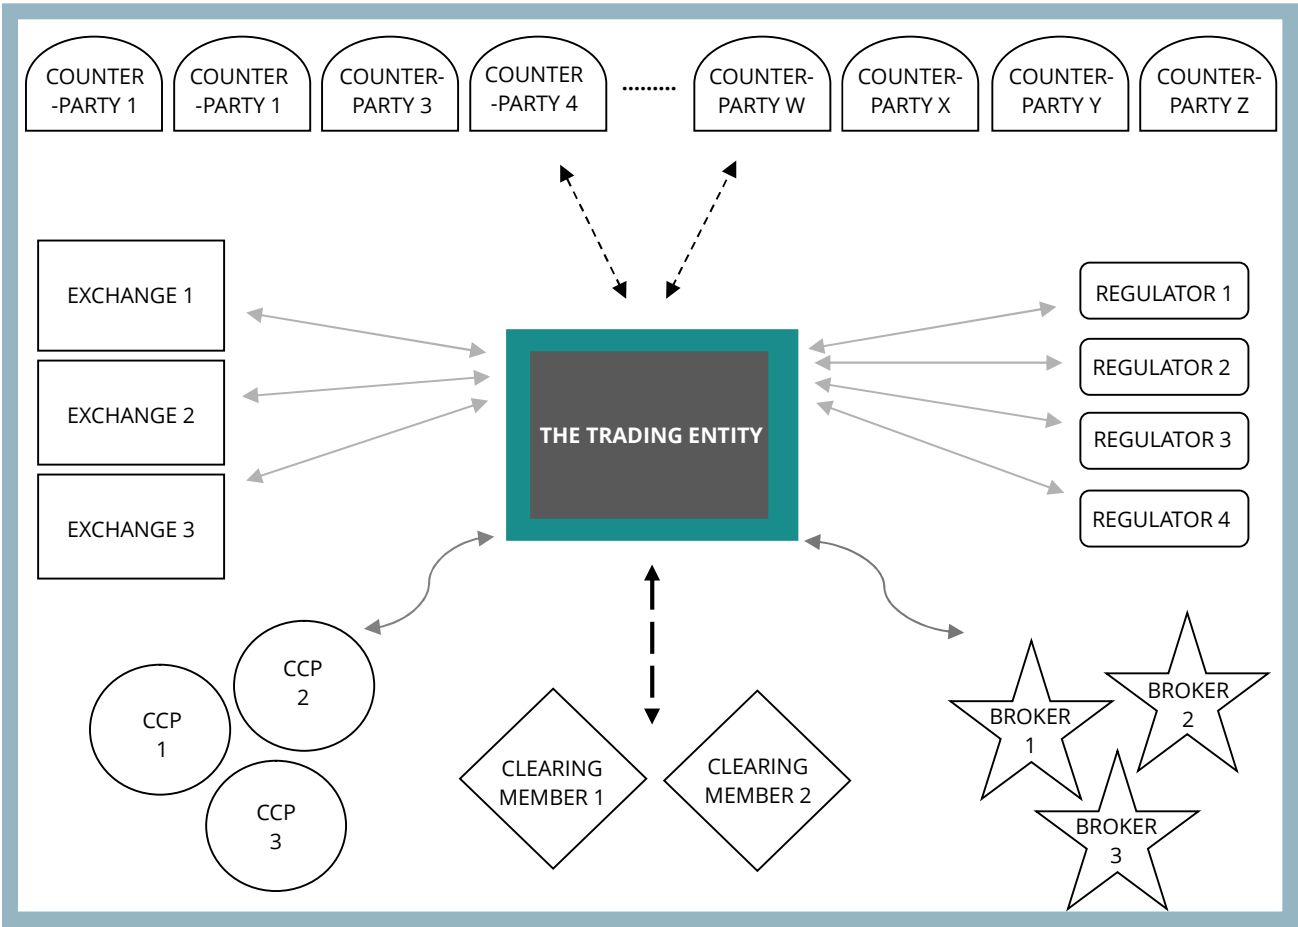 COUNTER
-PARTY 1
COUNTER
-PARTY 1
COUNTER-
PARTY 3
COUNTER
-PARTY 4
.........
COUNTER-
PARTY W
COUNTER-
PARTY X
COUNTER-
PARTY Y
COUNTER-
PARTY Z
EXCHANGE 1
EXCHANGE 2
EXCHANGE 3
THE TRADING ENTITY
REGULATOR 1
REGULATOR 2
REGULATOR 3
REGULATOR 4
CCP
1
CCP
2
CCP
3
CLEARING
MEMBER 1
CLEARING
MEMBER 2
BROKER
1
BROKER
2
BROKER
3